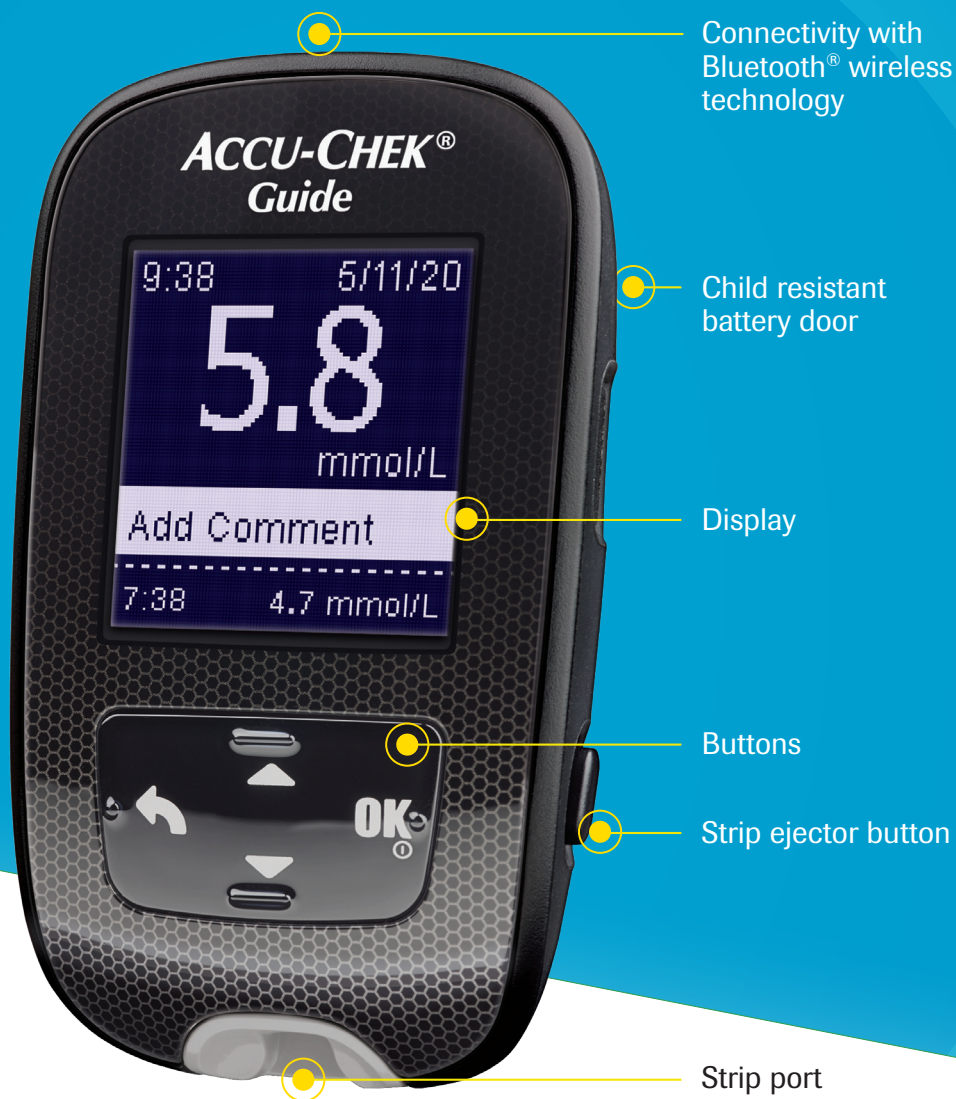 Connectivity with
Bluetooth® wireless
technology
ACCU-CHEK®
Guide
9:38 5/11/20
5.8
mmol/L
Child resistant
battery door
Add Comment
Display
7:38 4.7 mmol/L
Buttons
OK
Strip ejector button
Strip port